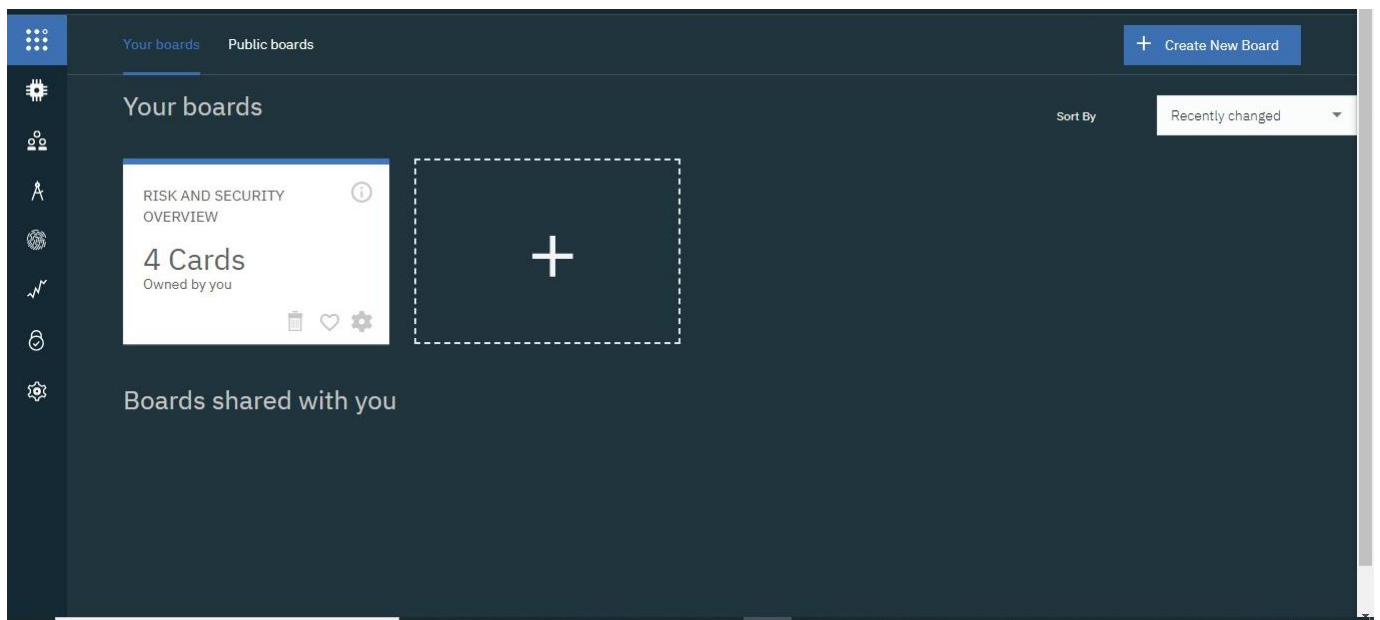 Your boards Public boards
+ Create New Board
Your boards
Sort By
Recently changed
RISK AND SECURITY
OVERVIEW
4 Cards
Owned by you
Boards shared with you